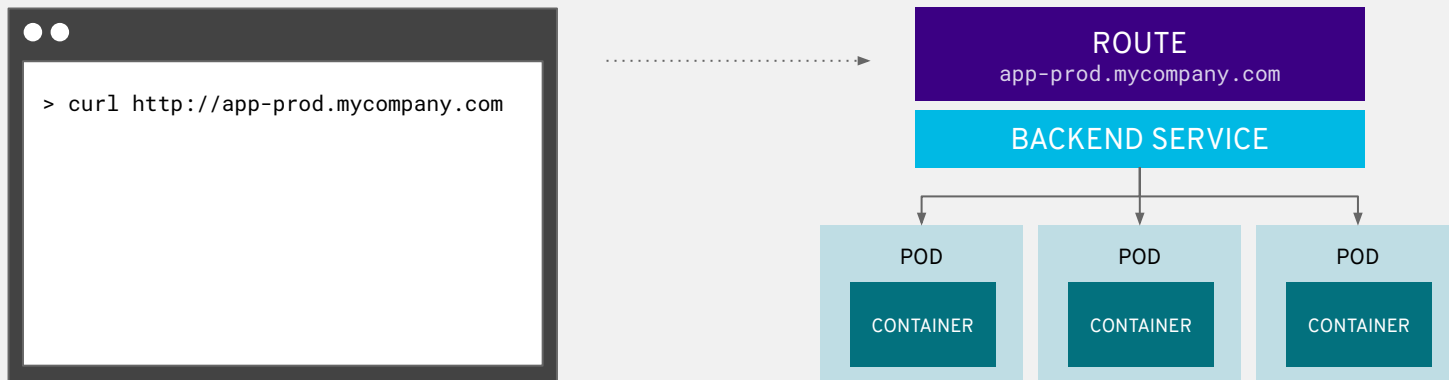 > curl http://app-prod.mycompany.com
ROUTE
app-prod.mycompany.com
BACKEND SERVICE
POD
POD
POD
CONTAINER
CONTAINER
CONTAINER